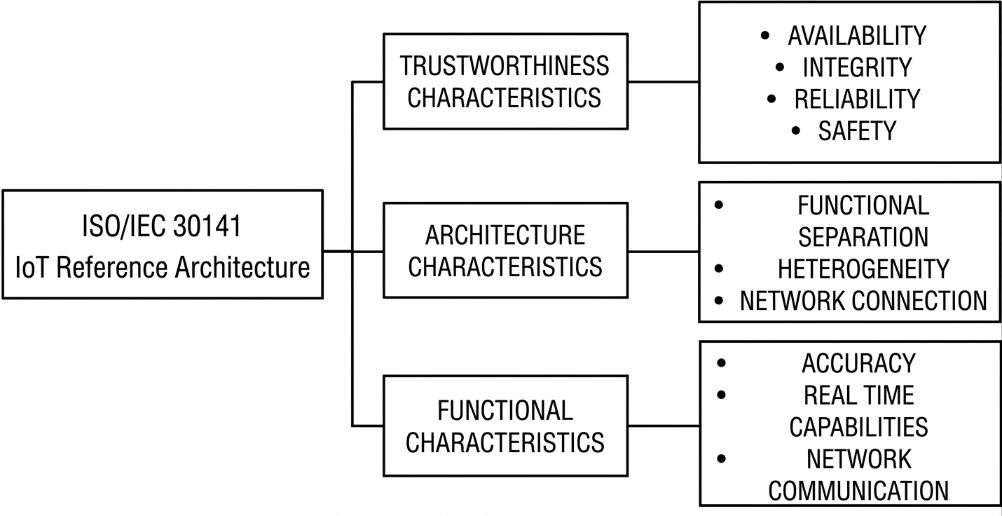 ISO/IEC 30141
IoT Reference Architecture
TRUSTWORTHINESS
CHARACTERISTICS
• AVAILABILITY
• INTEGRITY
• RELIABILITY
• SAFETY
ARCHITECTURE
CHARACTERISTICS
• FUNCTIONAL
SEPARATION
• HETEROGENEITY
• NETWORK CONNECTION
FUNCTIONAL
CHARACTERISTICS
• ACCURACY
• REAL TIME
CAPABILITIES
• NETWORK
COMMUNICATION